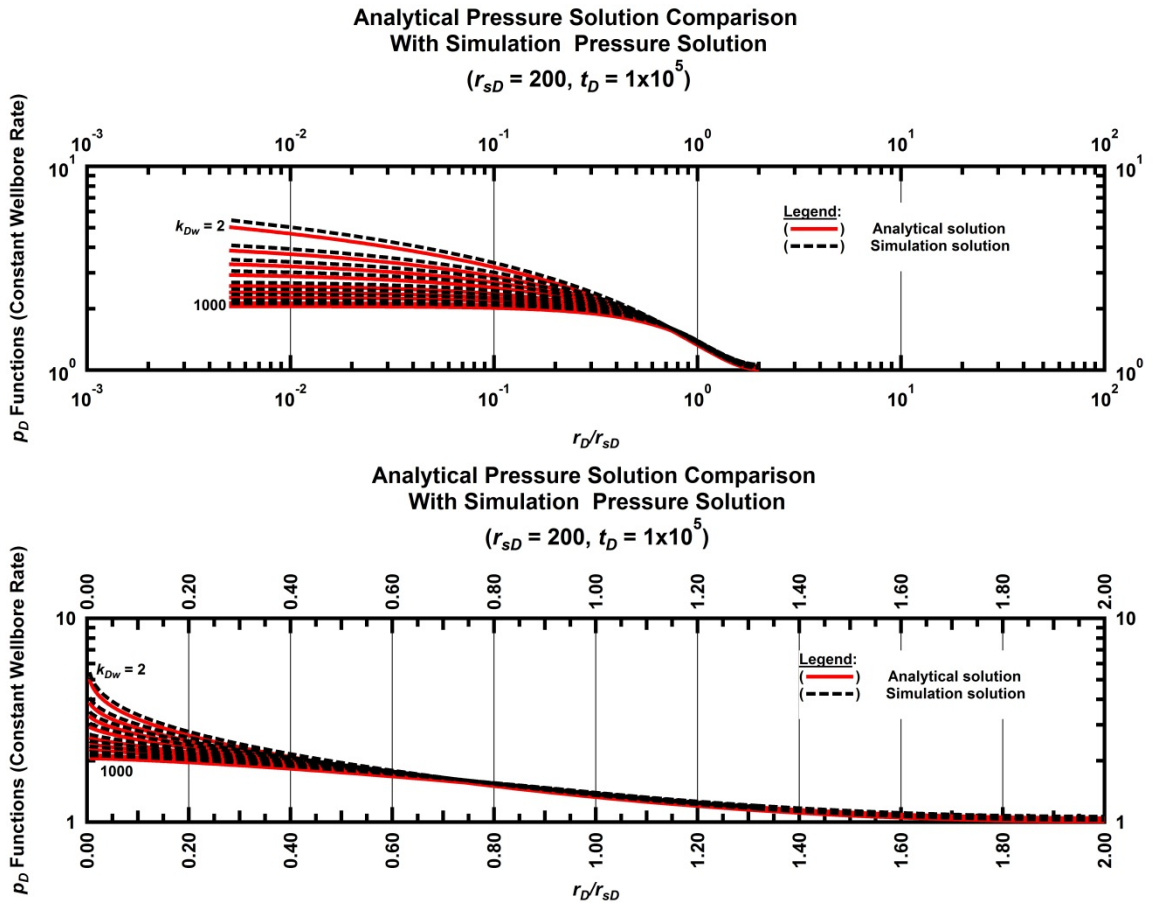 Analytical Pressure Solution Comparison
With Simulation Pressure Solution
(rsD = 200, tD = 1x10^5)
10^-3 10^-2 10^-1 10^0 10^1 10^2
10^1 10^1
kDw = 2
Legend:
( ) Analytical solution
( ) Simulation solution
1000
10^0 10^0
10^-3 10^-2 10^-1 10^0 10^1 10^2
rD/rsD
pD Functions (Constant Wellbore Rate)
Analytical Pressure Solution Comparison
With Simulation Pressure Solution
(rsD = 200, tD = 1x10^5)
0.00 0.20 0.40 0.60 0.80 1.00 1.20 1.40 1.60 1.80 2.00
10 10
kDw = 2
Legend:
( ) Analytical solution
( ) Simulation solution
1000
1 1
0.00 0.20 0.40 0.60 0.80 1.00 1.20 1.40 1.60 1.80 2.00
rD/rsD
pD Functions (Constant Wellbore Rate)